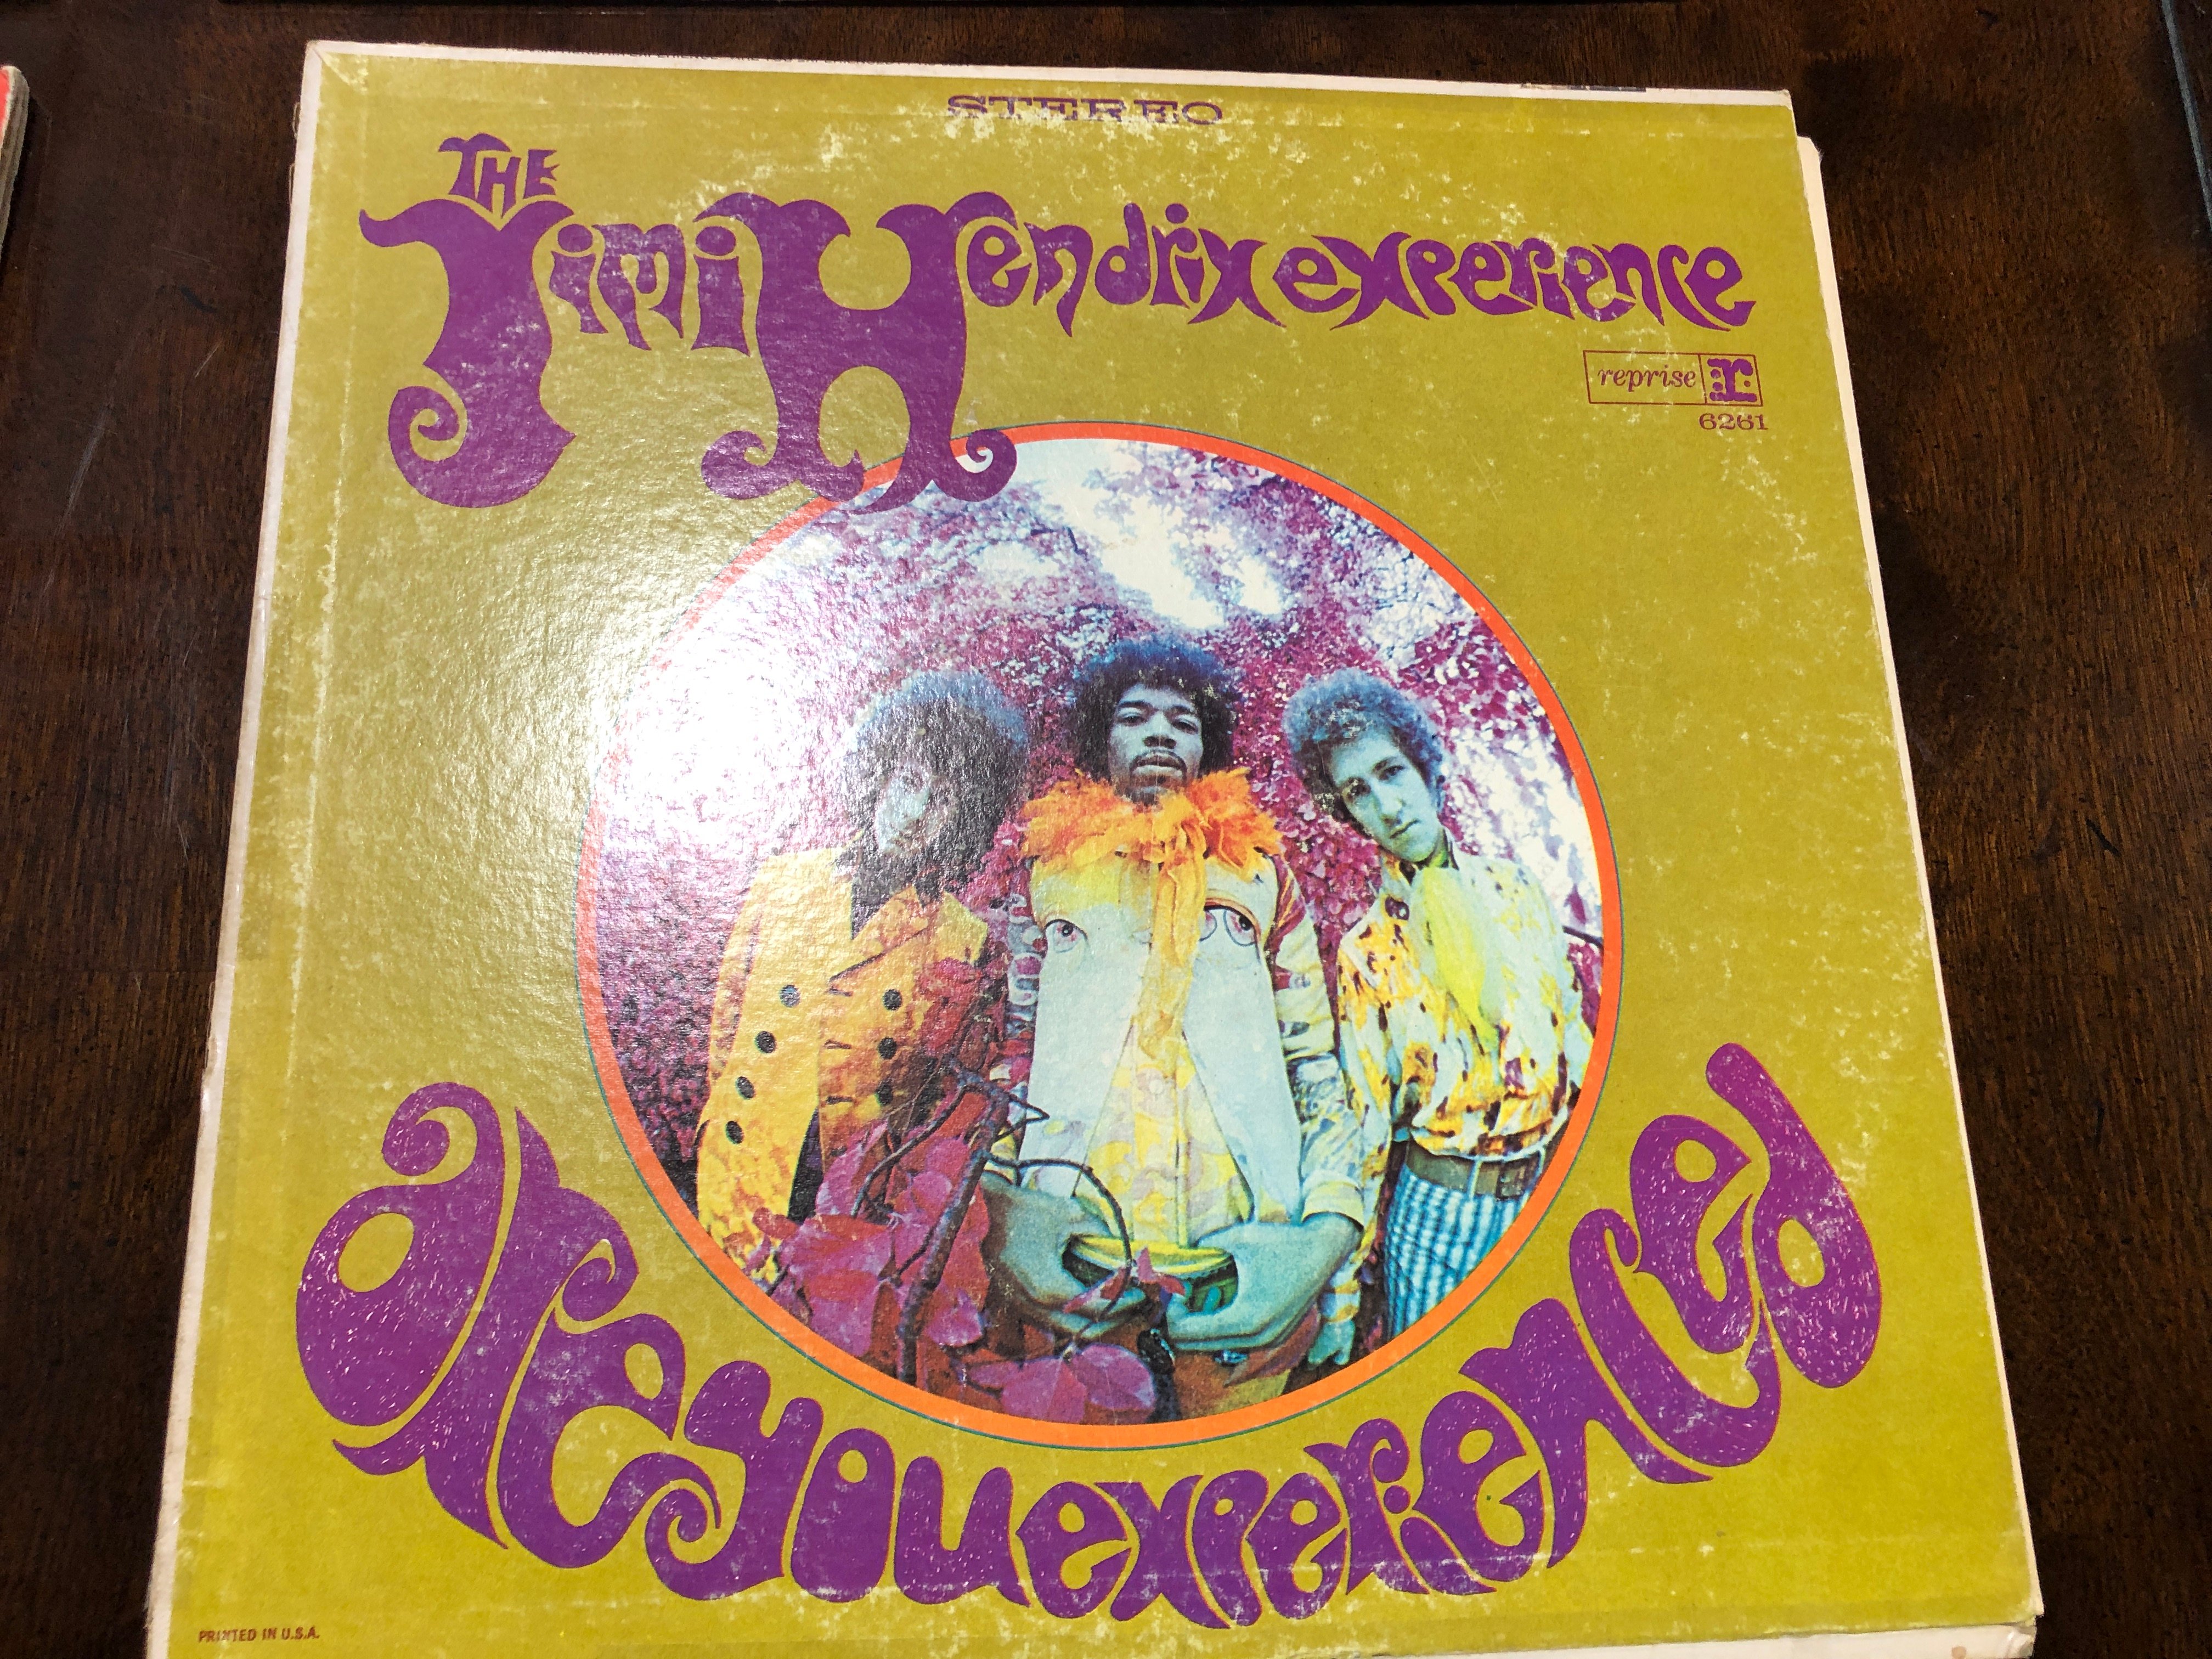 STEREO
THE
Jimi Hendrix experience
reprise r
6261
are you experienced
PRINTED IN U.S.A.